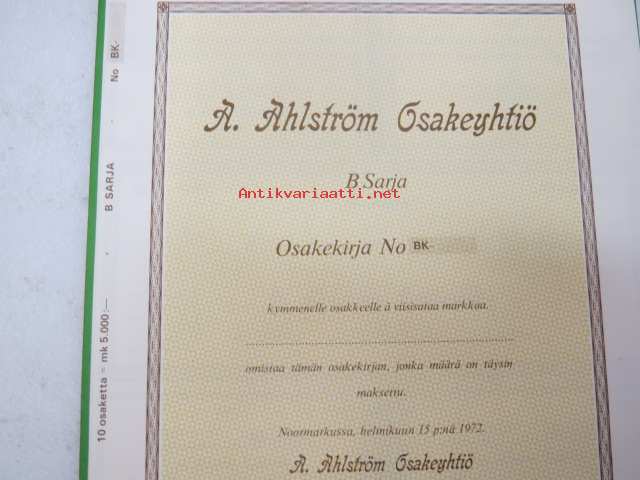 A. Ahlström Osakeyhtiö
B Sarja
Antikvariaatti.net
Osakekirja No BK-
kymmenelle osakkeelle á viisisataa markkaa.
omistaa tämän osakekirjan, jonka määrä on täysin
maksettu.
Noormarkussa, helmikuun 15 p:nä 1972.
A. Ahlström Osakeyhtiö
10 osaketta = mk 5.000:— · B SARJA · No BK-